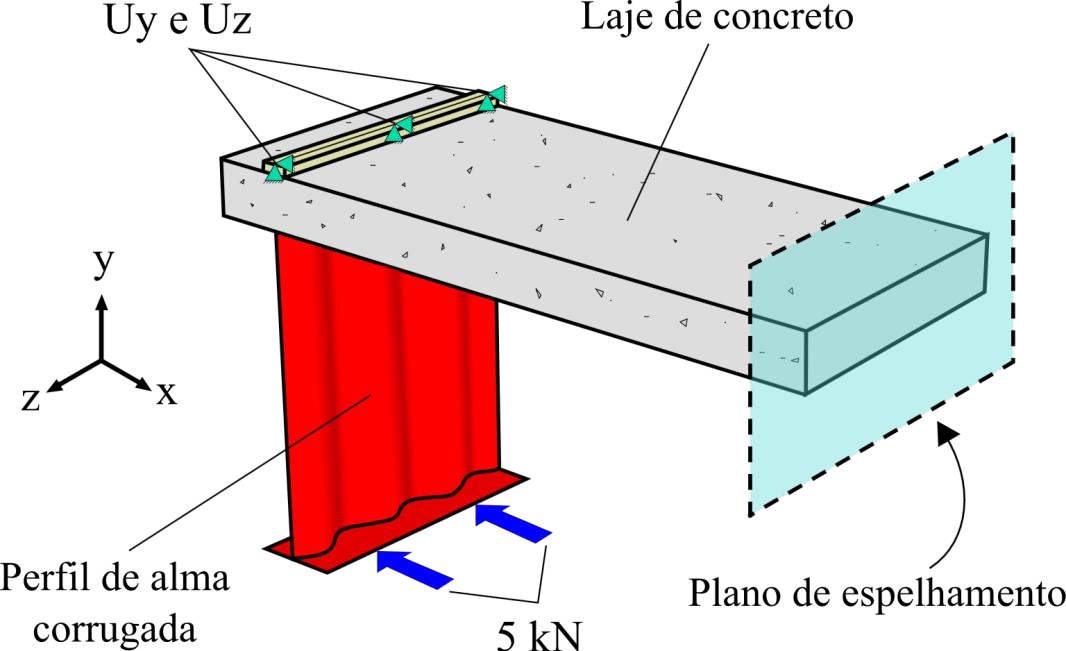 Uy e Uz
Laje de concreto
y
z
x
Perfil de alma
corrugada
5 kN
Plano de espelhamento